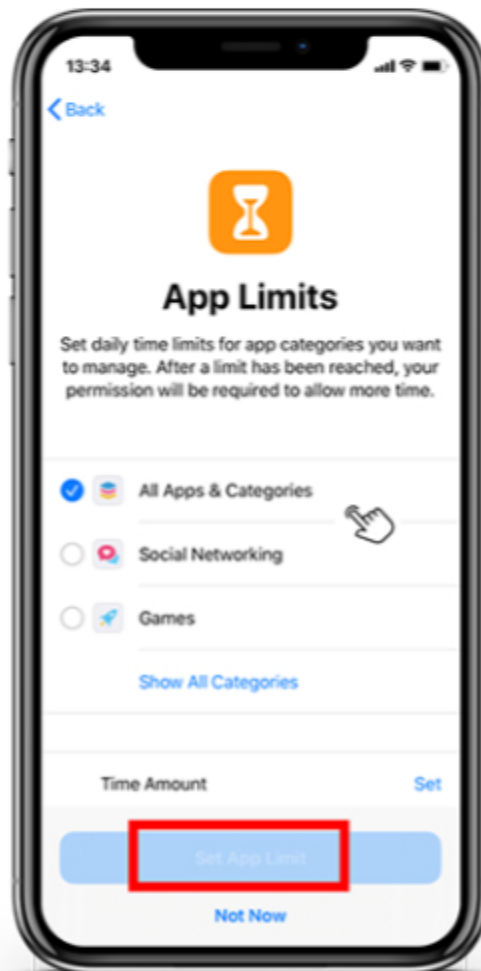 13:34
Back
App Limits
Set daily time limits for app categories you want
to manage. After a limit has been reached, your
permission will be required to allow more time.
All Apps & Categories
Social Networking
Games
Show All Categories
Time Amount Set
Set App Limit
Not Now